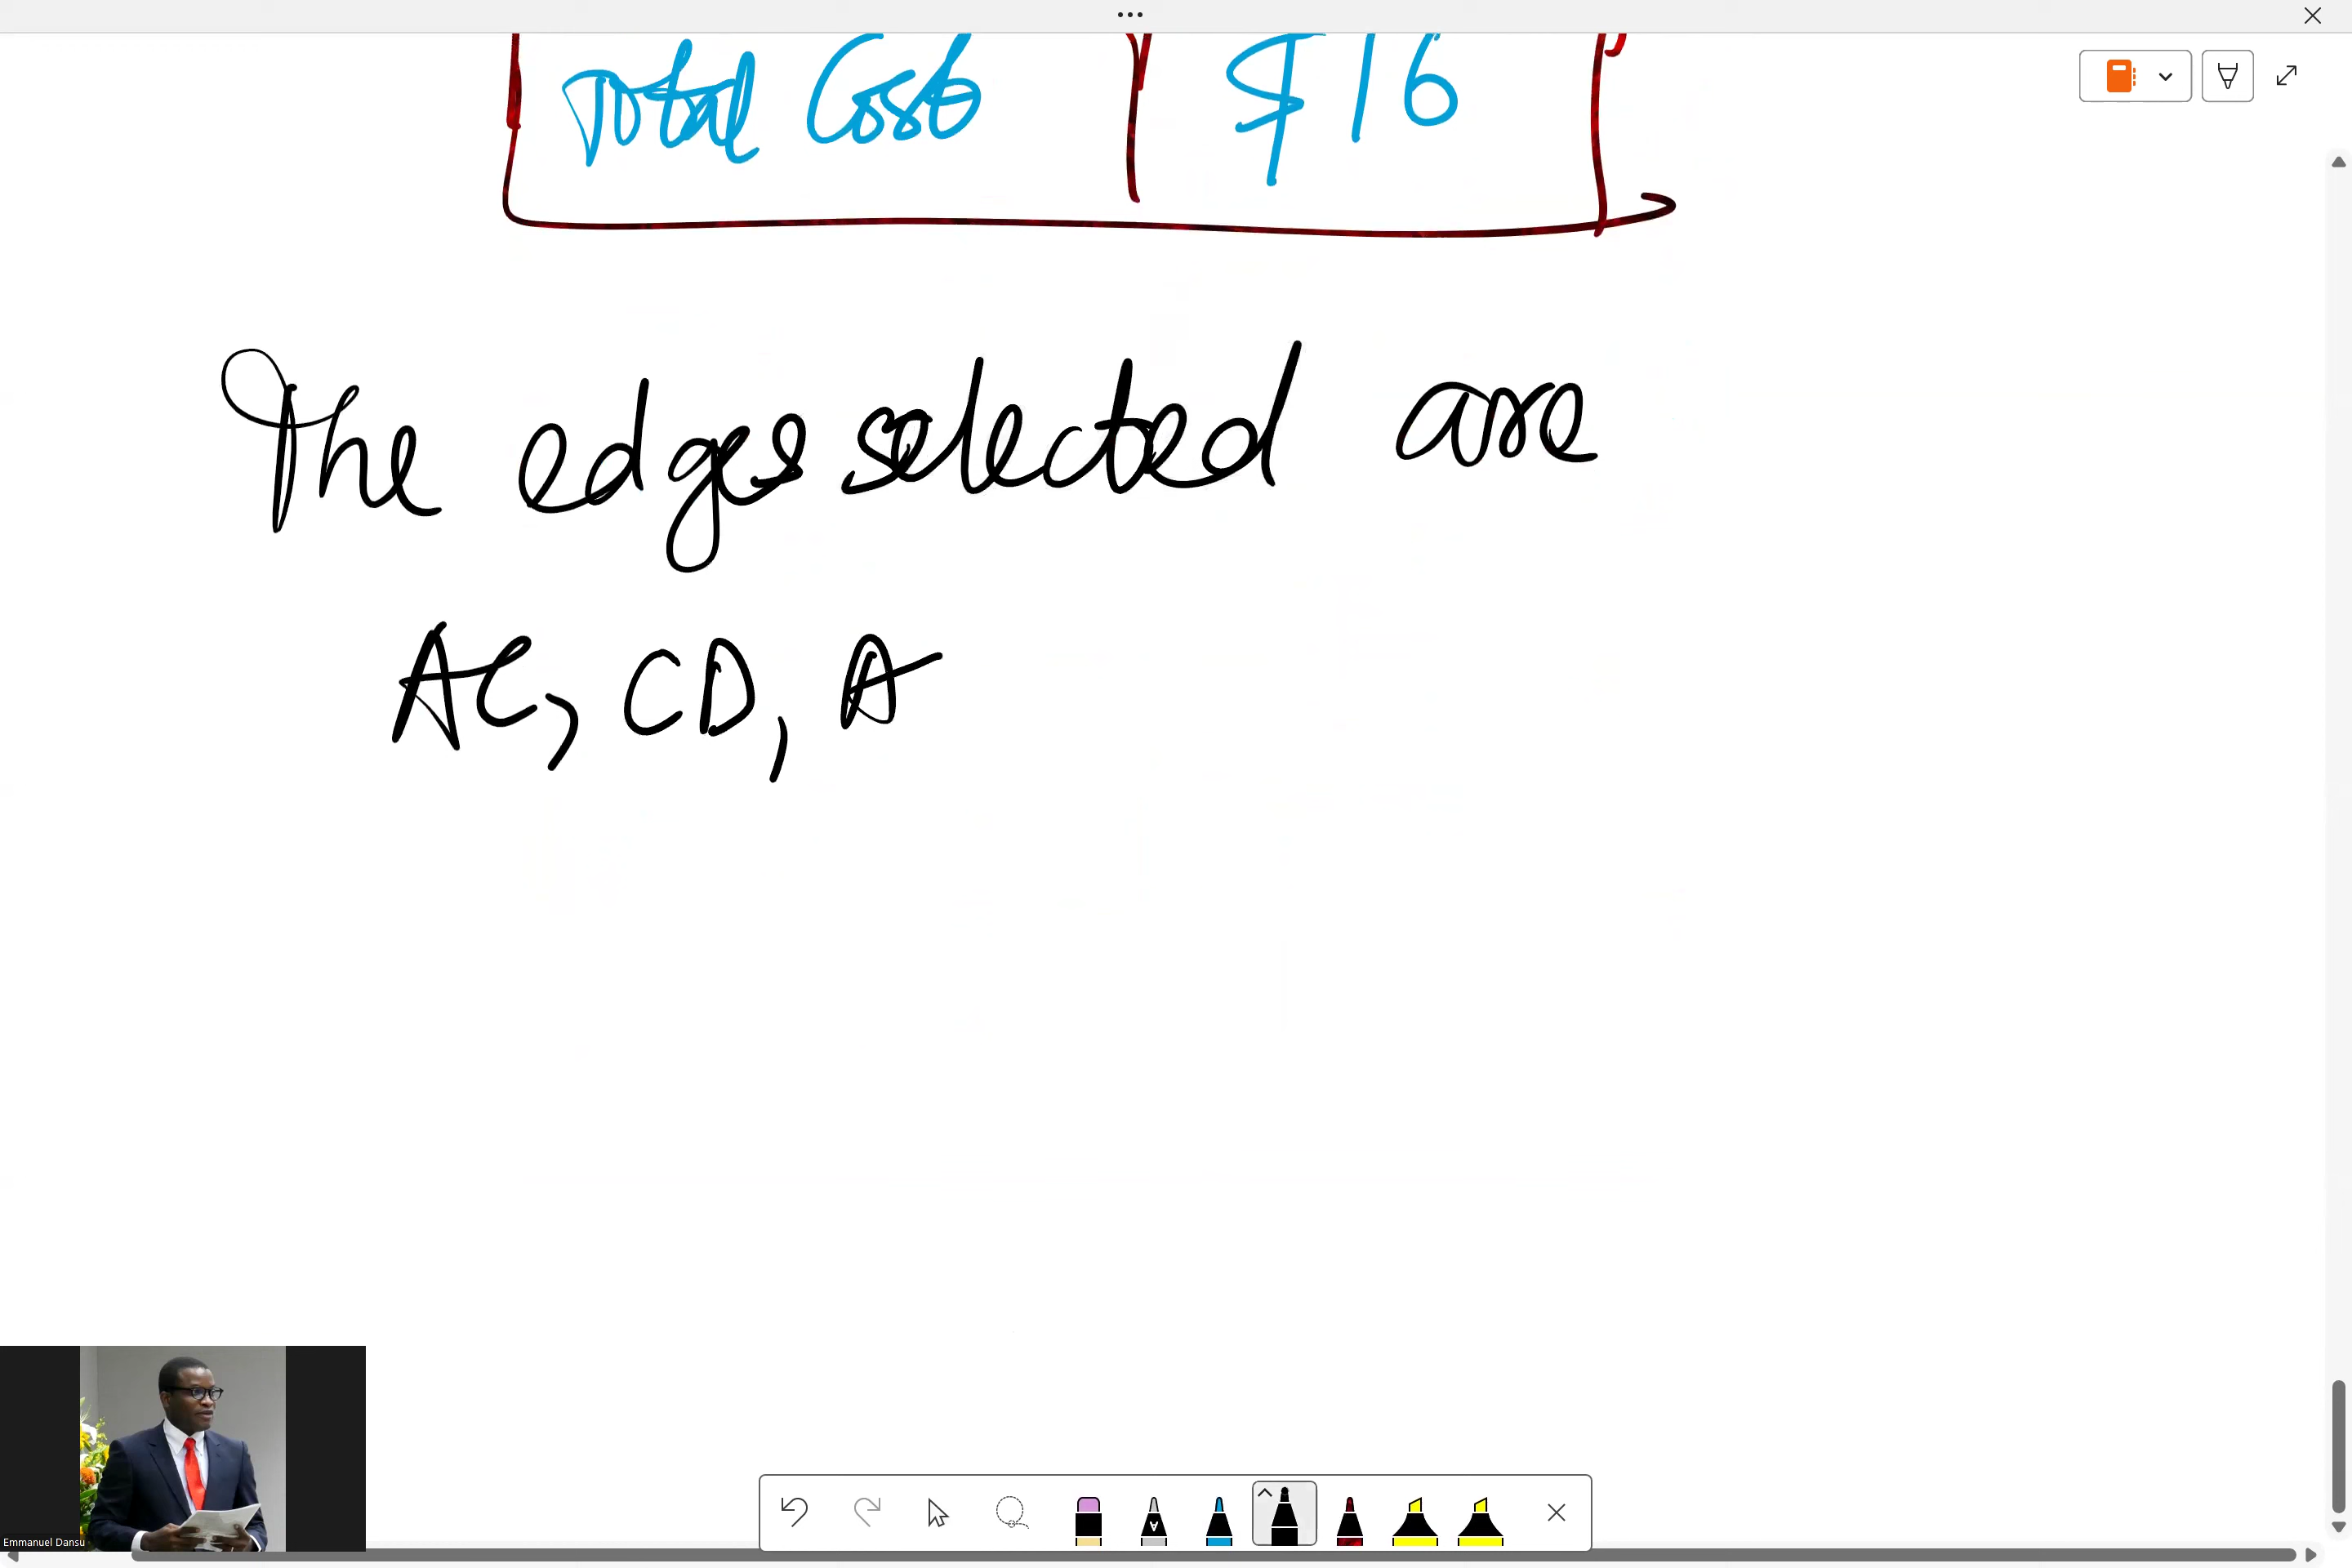 Total Cost $16
The edges selected are
AC, CD, A
Emmanuel Dansu